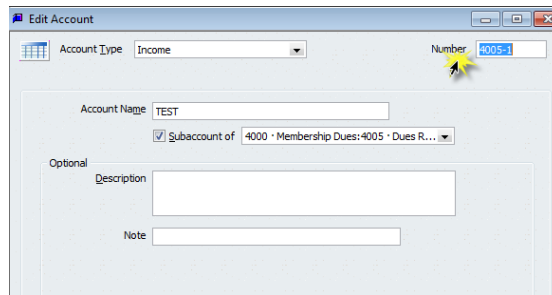 Edit Account
Account Type Income Number 4005-1
Account Name TEST
Subaccount of 4000 · Membership Dues:4005 · Dues R...
Optional
Description
Note